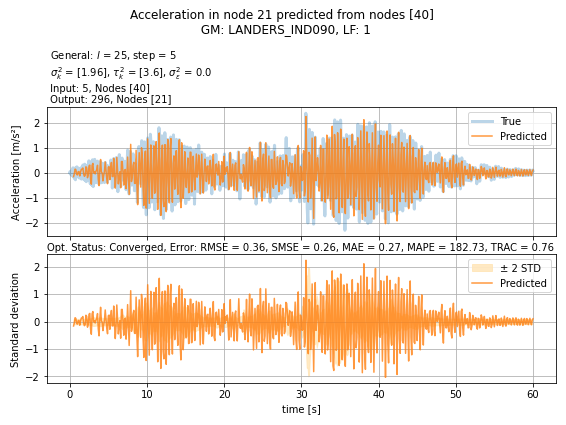 Acceleration in node 21 predicted from nodes [40]
GM: LANDERS_IND090, LF: 1
General: l = 25, step = 5
σ²ₖ = [1.96], τ²ₖ = [3.6], σ²ε = 0.0
Input: 5, Nodes [40]
Output: 296, Nodes [21]
Acceleration [m/s²]
2
1
0
−1
−2
True
Predicted
Opt. Status: Converged, Error: RMSE = 0.36, SMSE = 0.26, MAE = 0.27, MAPE = 182.73, TRAC = 0.76
Standard deviation
2
1
0
−1
−2
± 2 STD
Predicted
0 10 20 30 40 50 60
time [s]